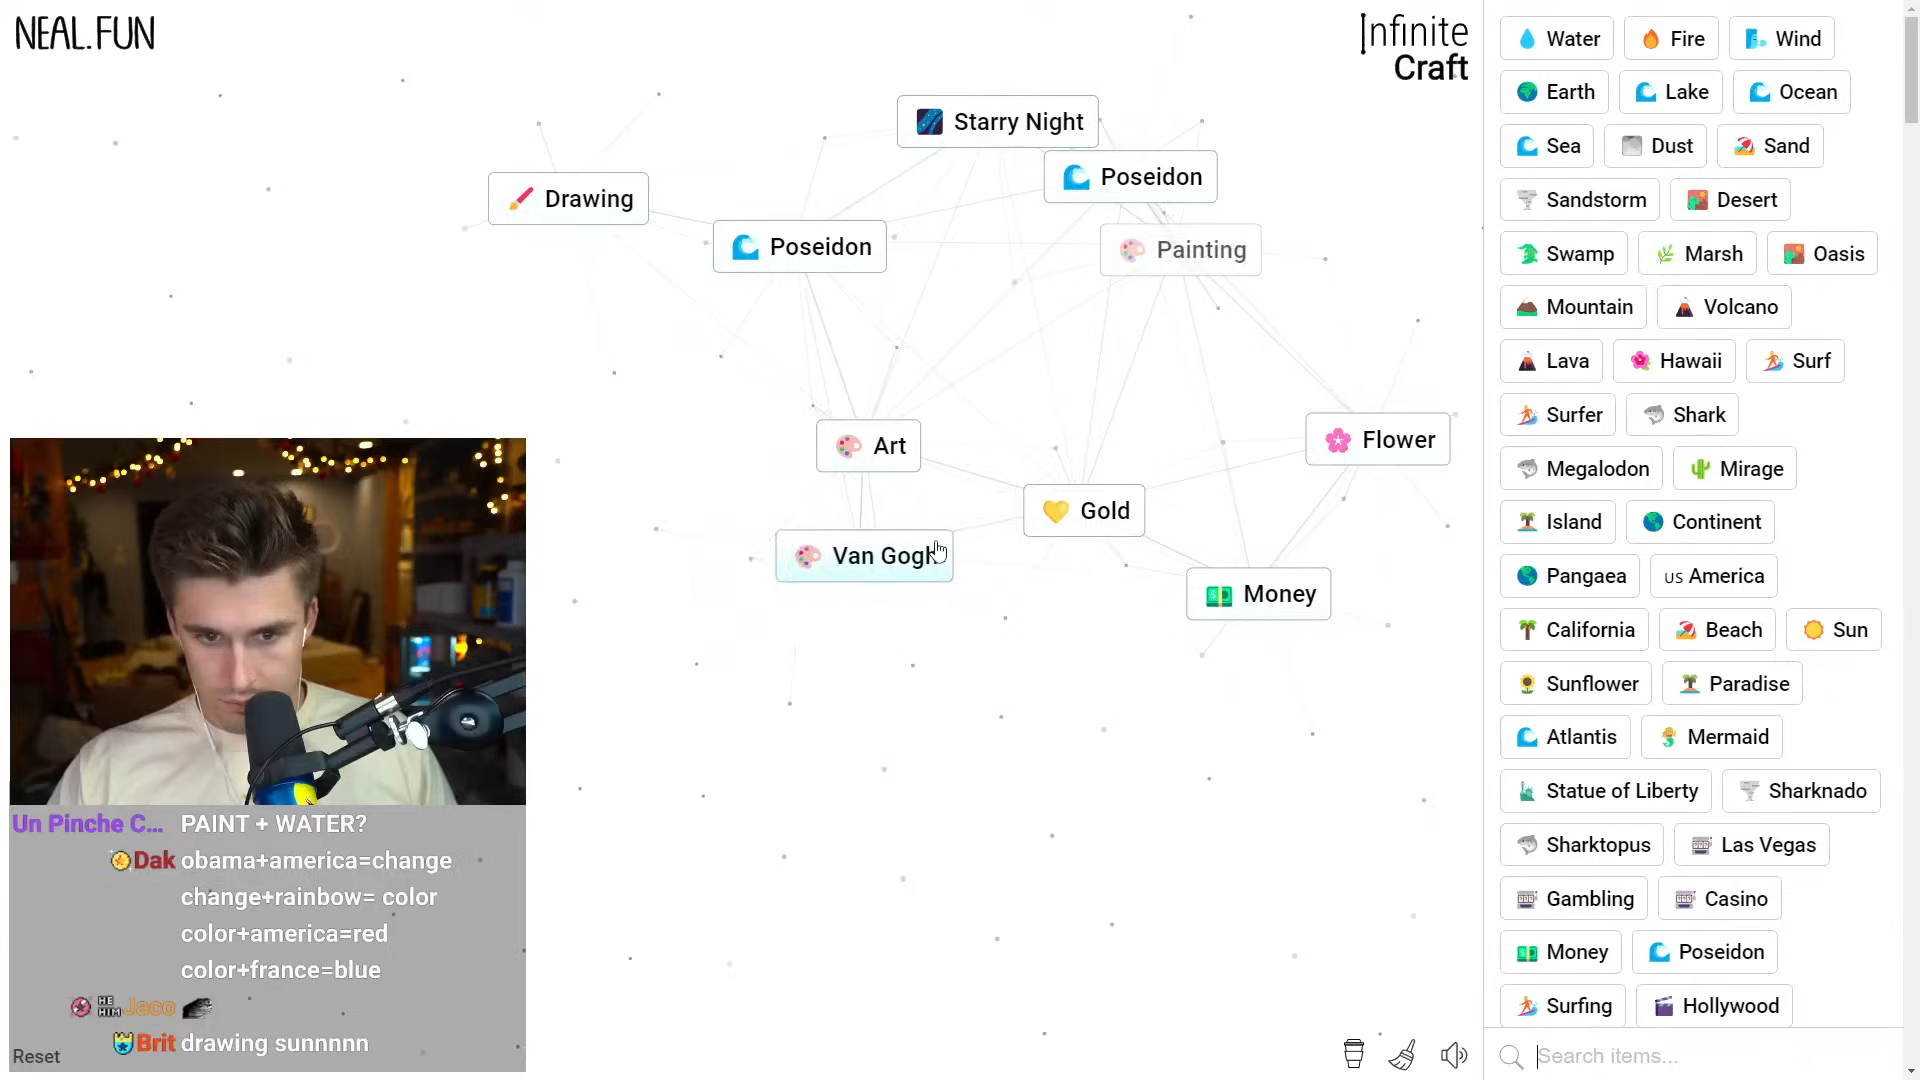 NEAL.FUN
Infinite
Craft
Starry Night
Poseidon
Drawing
Poseidon
Painting
Art
Flower
Gold
Van Gogh
Money
Water Fire Wind
Earth Lake Ocean
Sea Dust Sand
Sandstorm Desert
Swamp Marsh Oasis
Mountain Volcano
Lava Hawaii Surf
Surfer Shark
Megalodon Mirage
Island Continent
Pangaea US America
California Beach Sun
Sunflower Paradise
Atlantis Mermaid
Statue of Liberty Sharknado
Sharktopus Las Vegas
Gambling Casino
Money Poseidon
Surfing Hollywood
Search items...
Un Pinche C... PAINT + WATER?
Dak obama+america=change
change+rainbow= color
color+america=red
color+france=blue
HE HIM Jaco
Brit drawing sunnnnn
Reset